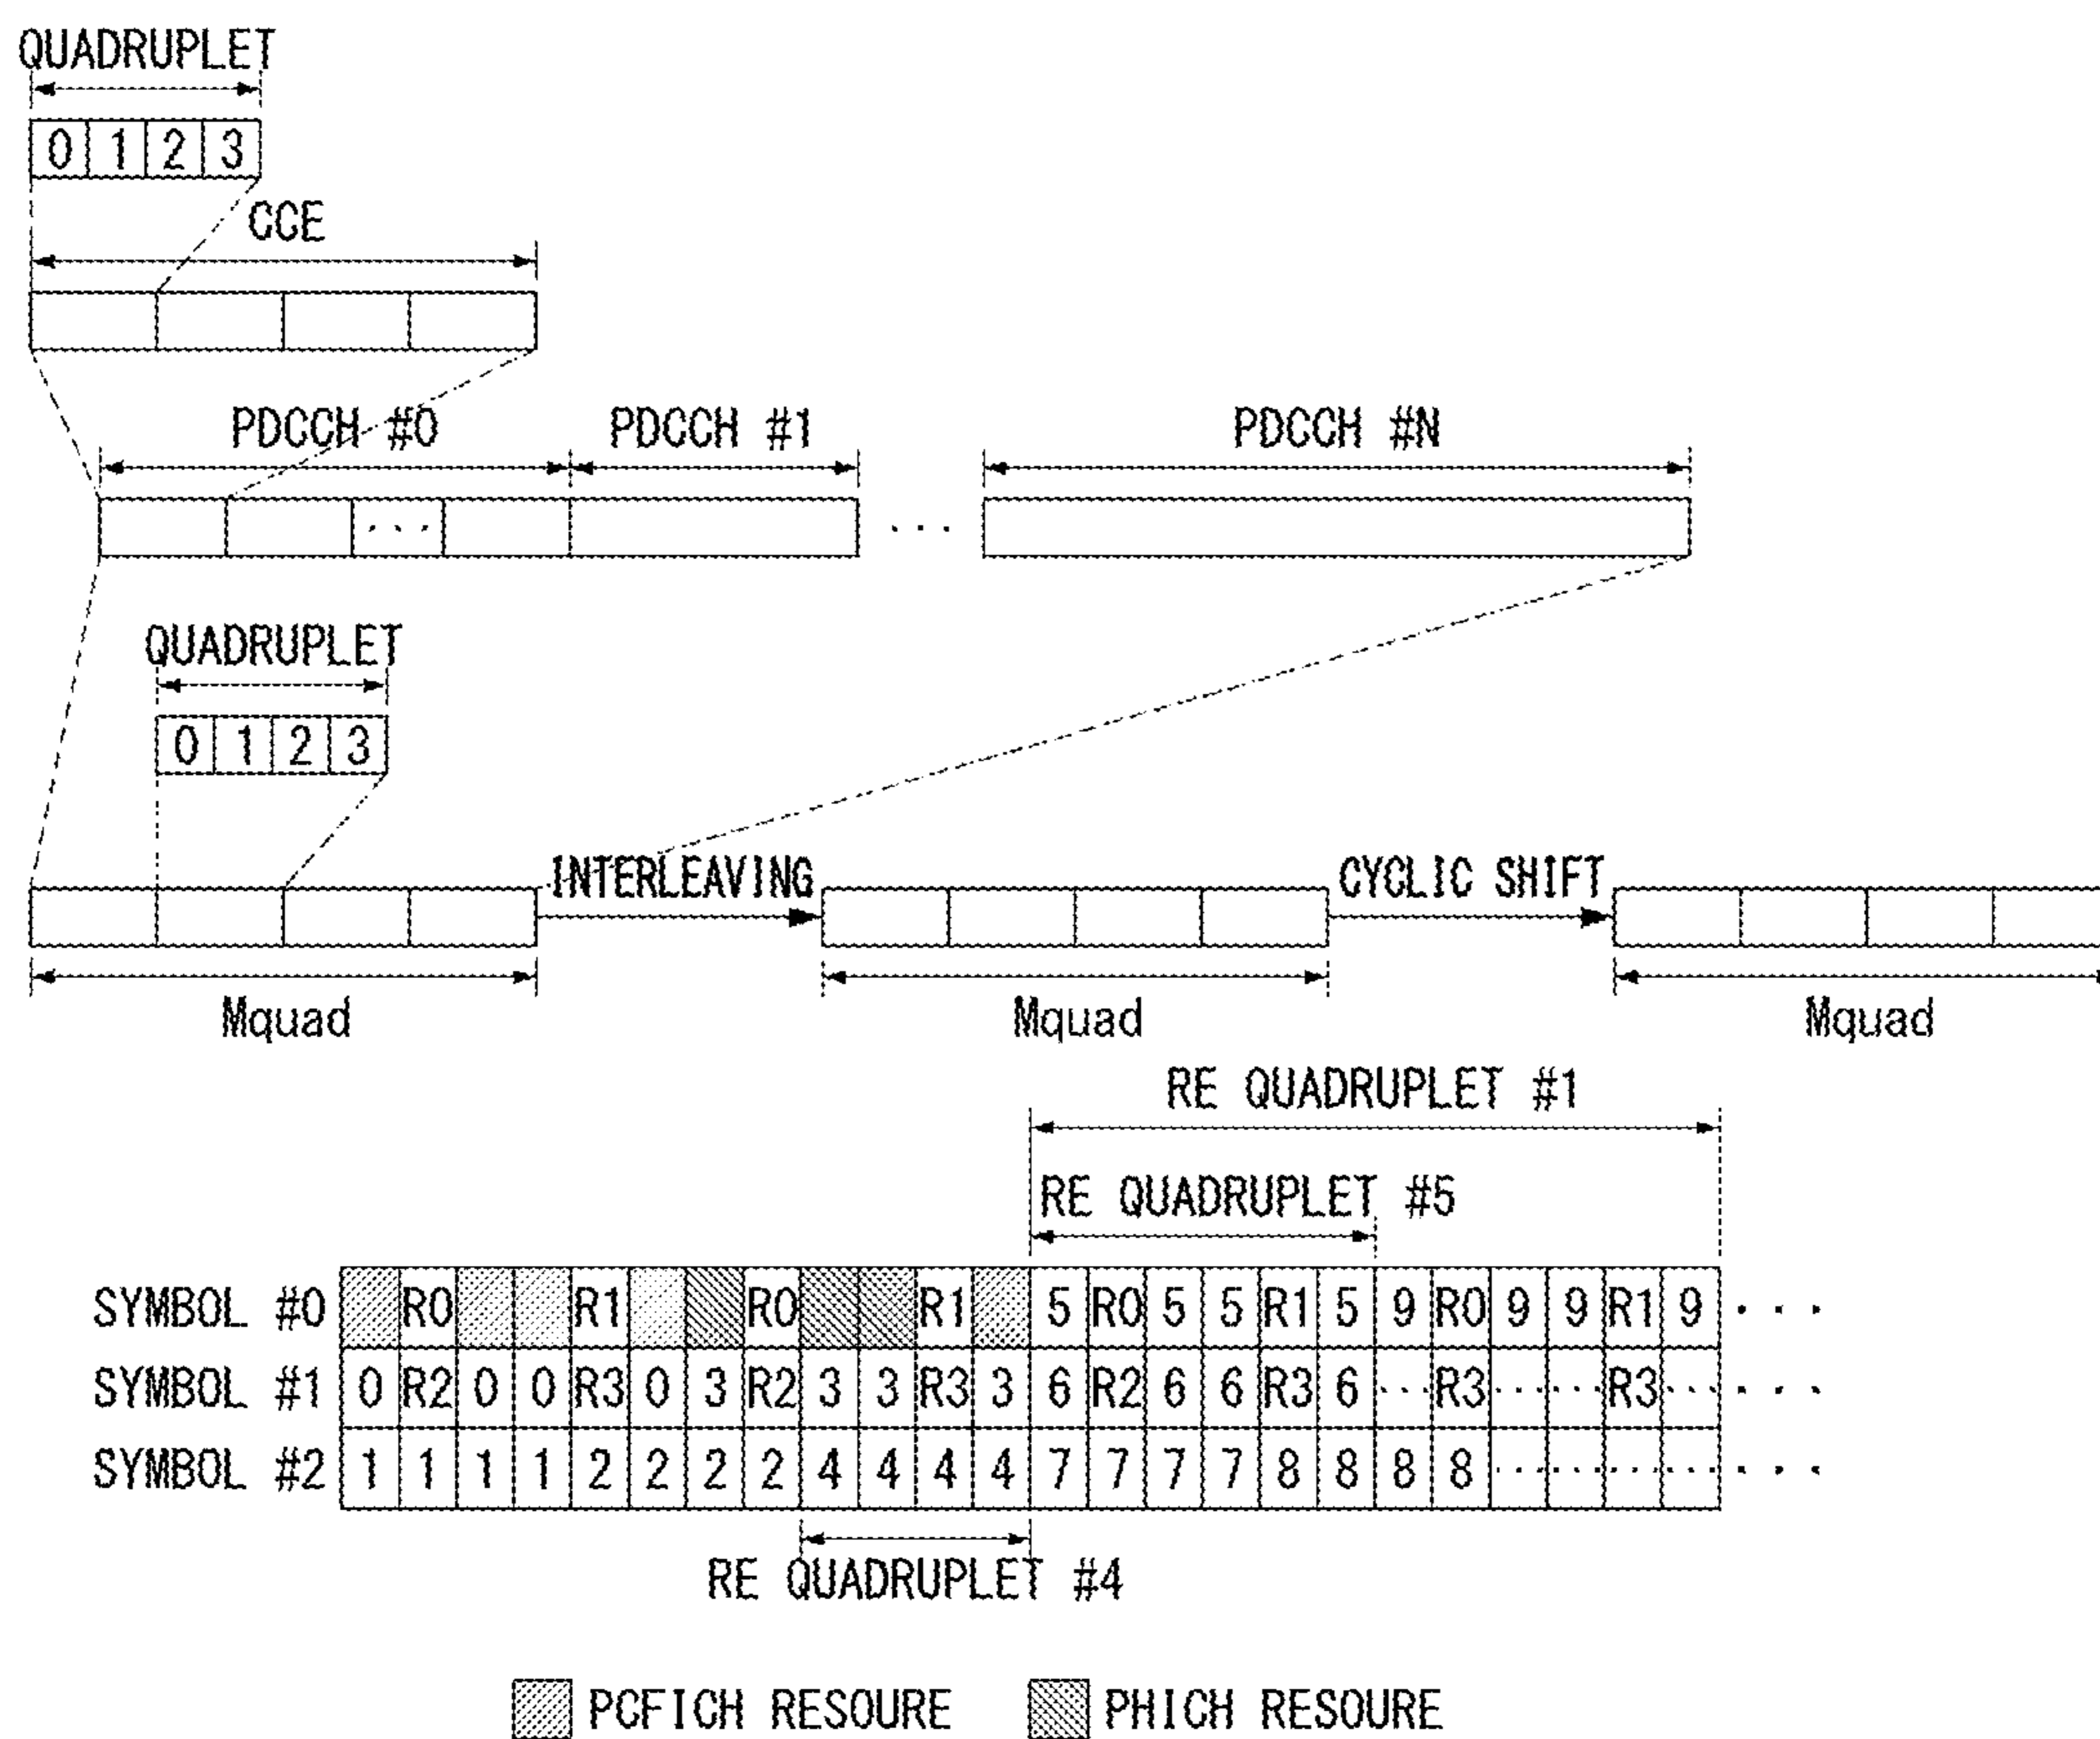 QUADRUPLET
0 1 2 3
CCE
PDCCH #0 PDCCH #1 PDCCH #N
...
...
QUADRUPLET
0 1 2 3
INTERLEAVING CYCLIC SHIFT
Mquad Mquad Mquad
RE QUADRUPLET #1
RE QUADRUPLET #5
SYMBOL #0 R0 R1 R0 R1 5 R0 5 5 R1 5 9 R0 9 9 R1 9 ...
SYMBOL #1 0 R2 0 0 R3 0 3 R2 3 3 R3 3 6 R2 6 6 R3 6 ... R3 ...... R3 ......
SYMBOL #2 1 1 1 1 2 2 2 2 4 4 4 4 7 7 7 7 8 8 8 8 ...............
RE QUADRUPLET #4
PCFICH RESOURE PHICH RESOURE